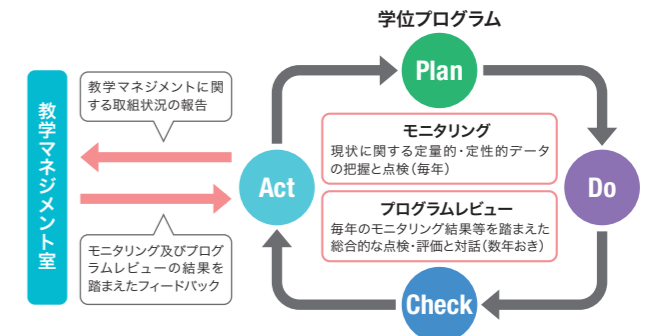 学位プログラム
Plan
教学マネジメントに関
する取組状況の報告
教学マネジメント室
モニタリング
現状に関する定量的・定性的データ
の把握と点検（毎年）
Act
Do
プログラムレビュー
毎年のモニタリング結果等を踏まえた
総合的な点検・評価と対話（数年おき）
モニタリング及びプログ
ラムレビューの結果を
踏まえたフィードバック
Check